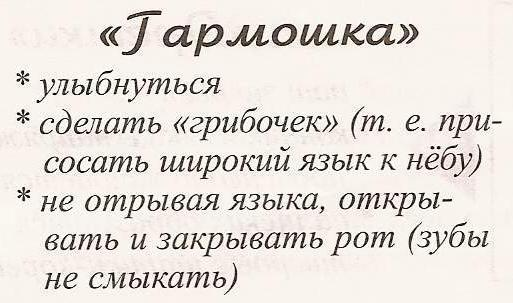 «Гармошка»
* улыбнуться
* сделать «грибочек» (т. е. при-
сосать широкий язык к нёбу)
* не отрывая языка, откры-
вать и закрывать рот (зубы
не смыкать)